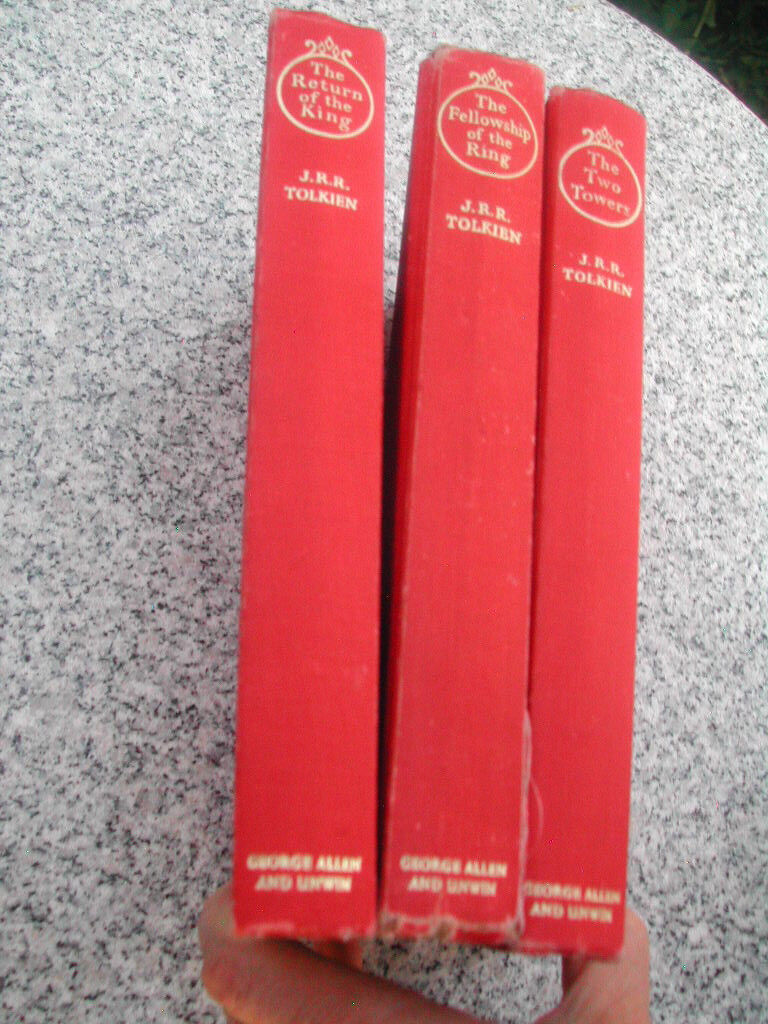 The
Return
of the
King
J.R.R.
TOLKIEN
GEORGE ALLEN
AND UNWIN
The
Fellowship
of the
Ring
J.R.R.
TOLKIEN
GEORGE ALLEN
AND UNWIN
The
Two
Towers
J.R.R.
TOLKIEN
GEORGE ALLEN
AND UNWIN